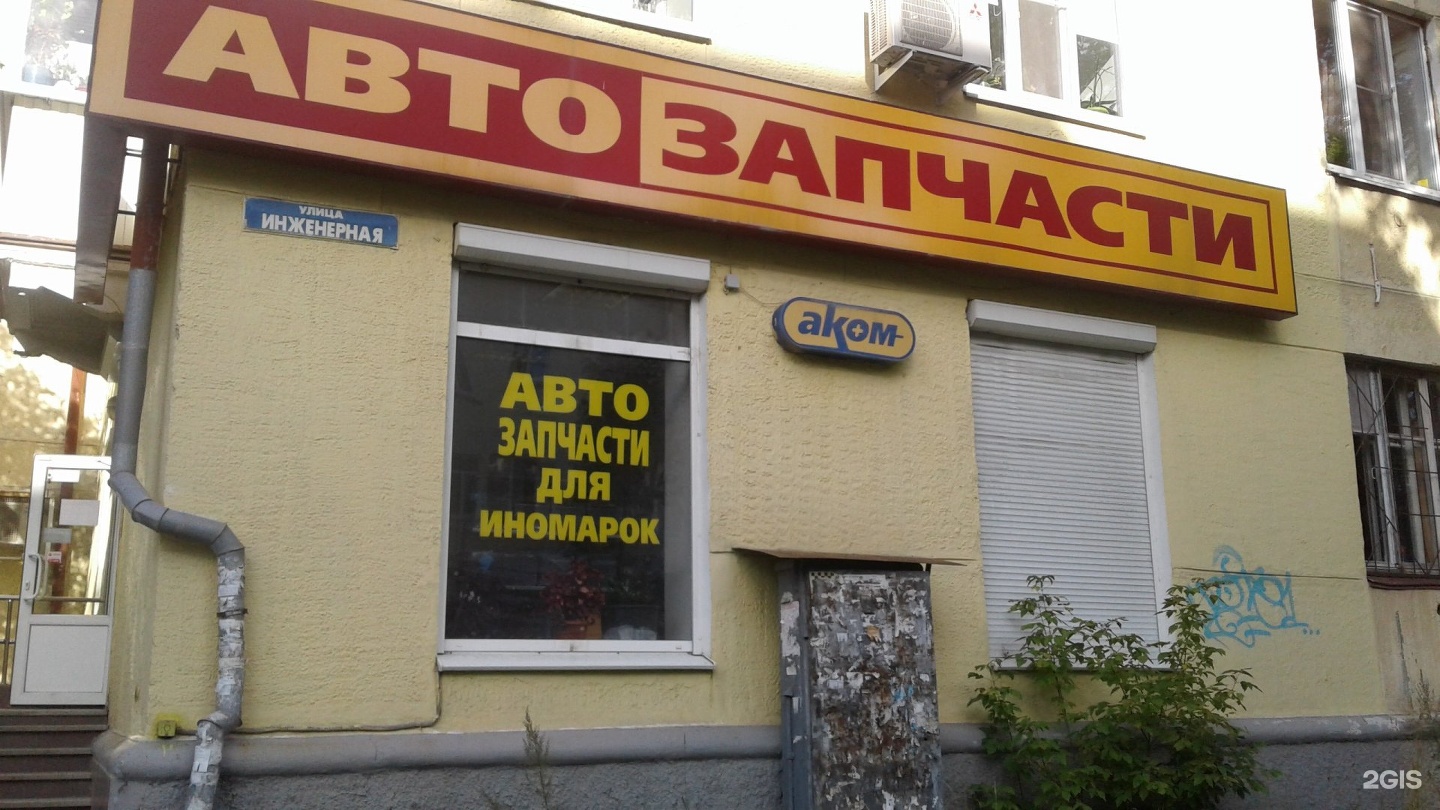 АВТОЗАПЧАСТИ
УЛИЦА
ИНЖЕНЕРНАЯ
аком
АВТО
ЗАПЧАСТИ
ДЛЯ
ИНОМАРОК
2GIS